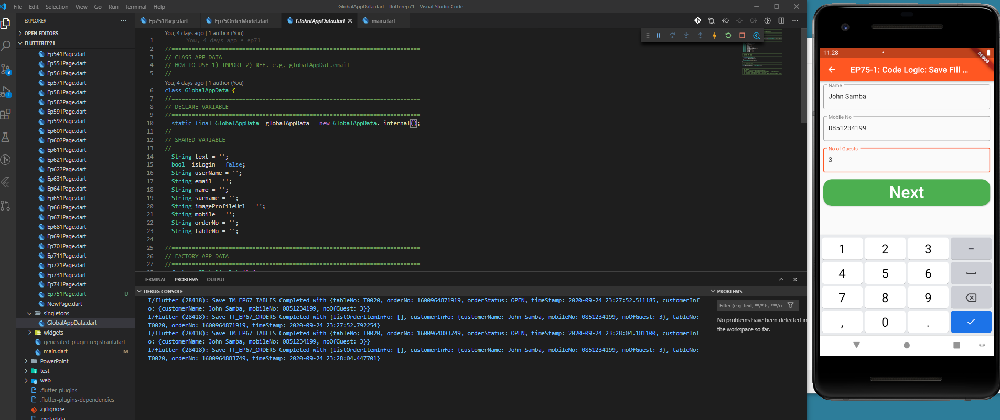 File Edit Selection View Go Run Terminal Help
GlobalAppData.dart - flutterep71 - Visual Studio Code
EXPLORER
OPEN EDITORS
FLUTTEREP71
Ep541Page.dart
Ep551Page.dart
Ep561Page.dart
Ep571Page.dart
Ep581Page.dart
Ep582Page.dart
Ep591Page.dart
Ep592Page.dart
Ep601Page.dart
Ep602Page.dart
Ep611Page.dart
Ep621Page.dart
Ep622Page.dart
Ep631Page.dart
Ep641Page.dart
Ep651Page.dart
Ep661Page.dart
Ep671Page.dart
Ep681Page.dart
Ep691Page.dart
Ep701Page.dart
Ep711Page.dart
Ep721Page.dart
Ep731Page.dart
Ep741Page.dart
Ep751Page.dart U
NewPage.dart
singletons
GlobalAppData.dart
widgets
generated_plugin_registrant.dart
main.dart M
PowerPoint
test
web
.flutter-plugins
.flutter-plugins-dependencies
.gitignore
.metadata
3
1
Ep751Page.dart Ep75OrderModel.dart GlobalAppData.dart main.dart
You, 4 days ago | 1 author (You)
1 You, 4 days ago • ep71
2 //==========================================================================
3 // CLASS APP DATA
4 // HOW TO USE 1) IMPORT 2) REF. e.g. globalAppDat.email
5 //==========================================================================
You, 4 days ago | 1 author (You)
6 class GlobalAppData {
7 //==========================================================================
8 // DECLARE VARIABLE
9 //==========================================================================
10 static final GlobalAppData _globalAppData = new GlobalAppData._internal();
11 //==========================================================================
12 // SHARED VARIABLE
13 //==========================================================================
14 String text = '';
15 bool  isLogin = false;
16 String userName = '';
17 String email = '';
18 String name = '';
19 String surname = '';
20 String imageProfileUrl = '';
21 String mobile = '';
22 String orderNo = '';
23 String tableNo = '';
24
25 //==========================================================================
26 // FACTORY APP DATA
27 //==========================================================================
TERMINAL PROBLEMS OUTPUT
DEBUG CONSOLE
I/flutter (28418): Save TM_EP67_TABLES Completed with {tableNo: T0020, orderNo: 1600964871919, orderStatus: OPEN, timeStamp: 2020-09-24 23:27:52.511185, customerInf
o: {customerName: John Samba, mobileNo: 0851234199, noOfGuest: 3}}
I/flutter (28418): Save TT_EP67_ORDERS Completed with {listOrderItemInfo: [], customerInfo: {customerName: John Samba, mobileNo: 0851234199, noOfGuest: 3}, tableNo:
T0020, orderNo: 1600964871919, timeStamp: 2020-09-24 23:27:52.792254}
I/flutter (28418): Save TM_EP67_TABLES Completed with {tableNo: T0020, orderNo: 1600964883749, orderStatus: OPEN, timeStamp: 2020-09-24 23:28:04.181100, customerInf
o: {customerName: John Samba, mobileNo: 0851234199, noOfGuest: 3}}
I/flutter (28418): Save TT_EP67_ORDERS Completed with {listOrderItemInfo: [], customerInfo: {customerName: John Samba, mobileNo: 0851234199, noOfGuest: 3}, tableNo:
T0020, orderNo: 1600964883749, timeStamp: 2020-09-24 23:28:04.447701}
PROBLEMS
Filter (e.g. text, **/*.ts, !**/n...
No problems have been detected in
the workspace so far.
11:28
DEBUG
EP75-1: Code Logic: Save Fill ...
Name
John Samba
Mobile No
0851234199
No of Guests
3
Next
1 2 3 -
4 5 6
7 8 9
, 0 .